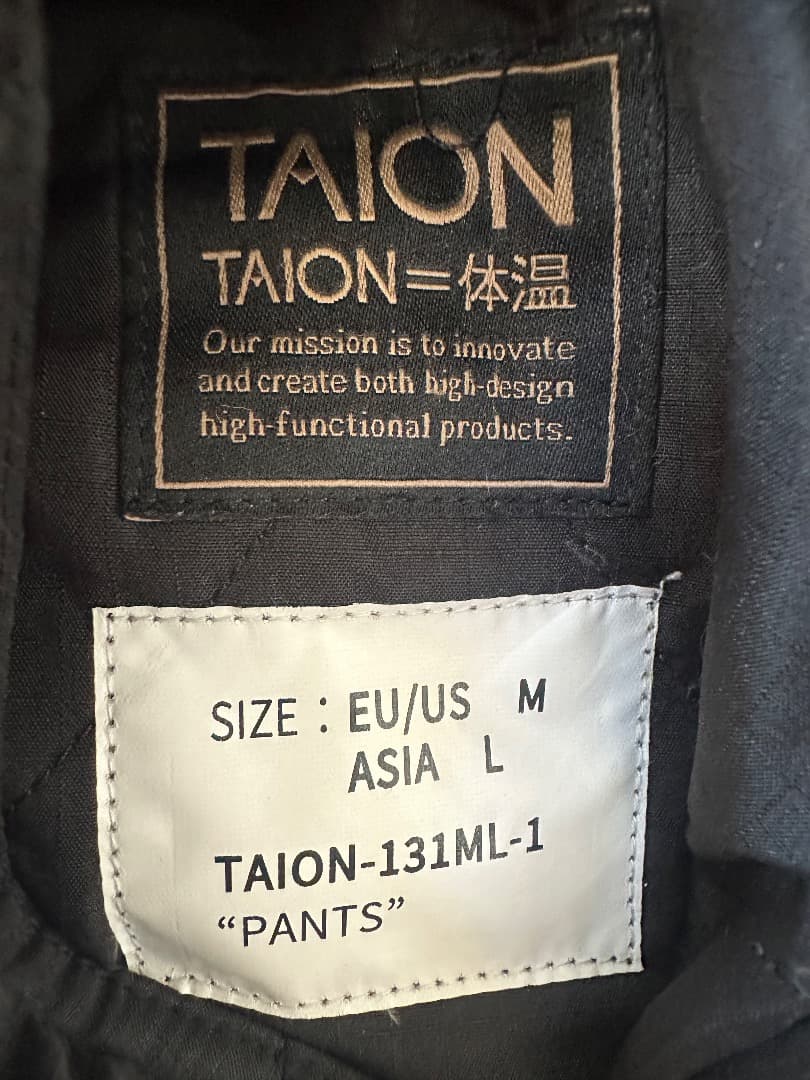 TAION
TAION=体温
Our mission is to innovate
and create both high-design
high-functional products.
SIZE : EU/US M
ASIA L
TAION-131ML-1
“PANTS”